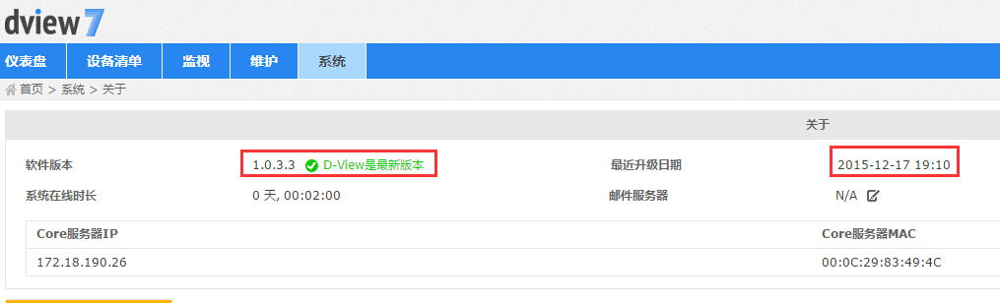 dview 7
仪表盘 设备清单 监视 维护 系统
首页 > 系统 > 关于
关于
软件版本 1.0.3.3 D-View是最新版本 最近升级日期 2015-12-17 19:10
系统在线时长 0 天, 00:02:00 邮件服务器 N/A
Core服务器IP Core服务器MAC
172.18.190.26 00:0C:29:83:49:4C